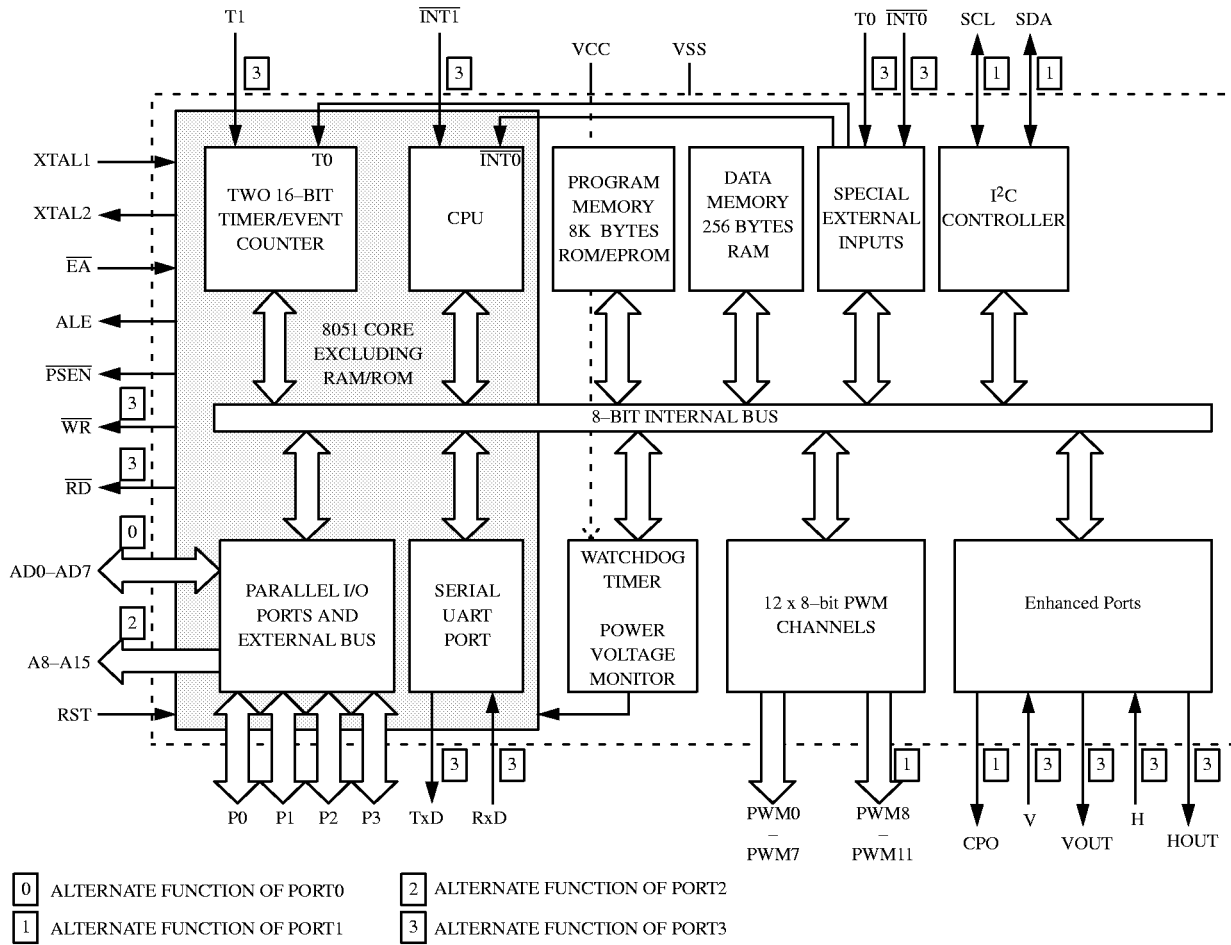 T1
INT1
T0
INT0
SCL
SDA
VCC
VSS
3
3
3
3
1
1
XTAL1
XTAL2
EA
ALE
PSEN
3
WR
3
RD
0
AD0–AD7
2
A8–A15
RST
T0
TWO 16–BIT
TIMER/EVENT
COUNTER
INT0
CPU
PROGRAM
MEMORY
8K BYTES
ROM/EPROM
DATA
MEMORY
256 BYTES
RAM
SPECIAL
EXTERNAL
INPUTS
I²C
CONTROLLER
8051 CORE
EXCLUDING
RAM/ROM
8–BIT INTERNAL BUS
PARALLEL I/O
PORTS AND
EXTERNAL BUS
SERIAL
UART
PORT
WATCHDOG
TIMER
POWER
VOLTAGE
MONITOR
12 x 8–bit PWM
CHANNELS
Enhanced Ports
3
3
1
1
3
3
3
3
P0
P1
P2
P3
TxD
RxD
PWM0
–
PWM7
PWM8
–
PWM11
CPO
V
VOUT
H
HOUT
0 ALTERNATE FUNCTION OF PORT0
2 ALTERNATE FUNCTION OF PORT2
1 ALTERNATE FUNCTION OF PORT1
3 ALTERNATE FUNCTION OF PORT3